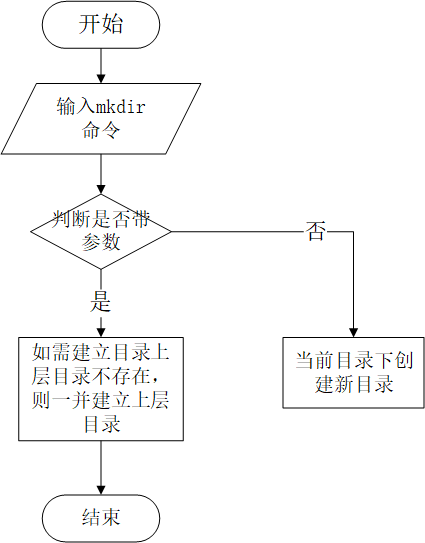 开始
输入mkdir
命令
判断是否带
参数
否
是
如需建立目录上
层目录不存在，
则一并建立上层
目录
当前目录下创
建新目录
结束